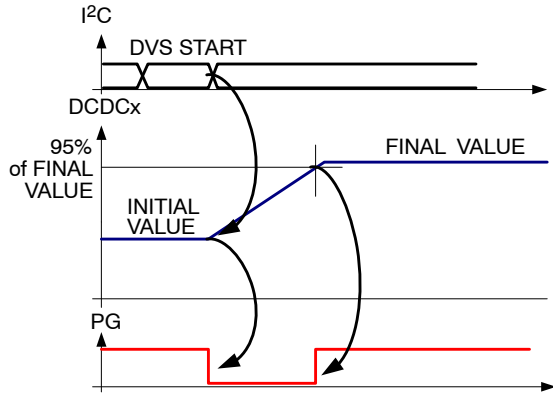 I²C
DVS START
DCDCx
95%
of FINAL
VALUE
FINAL VALUE
INITIAL
VALUE
PG